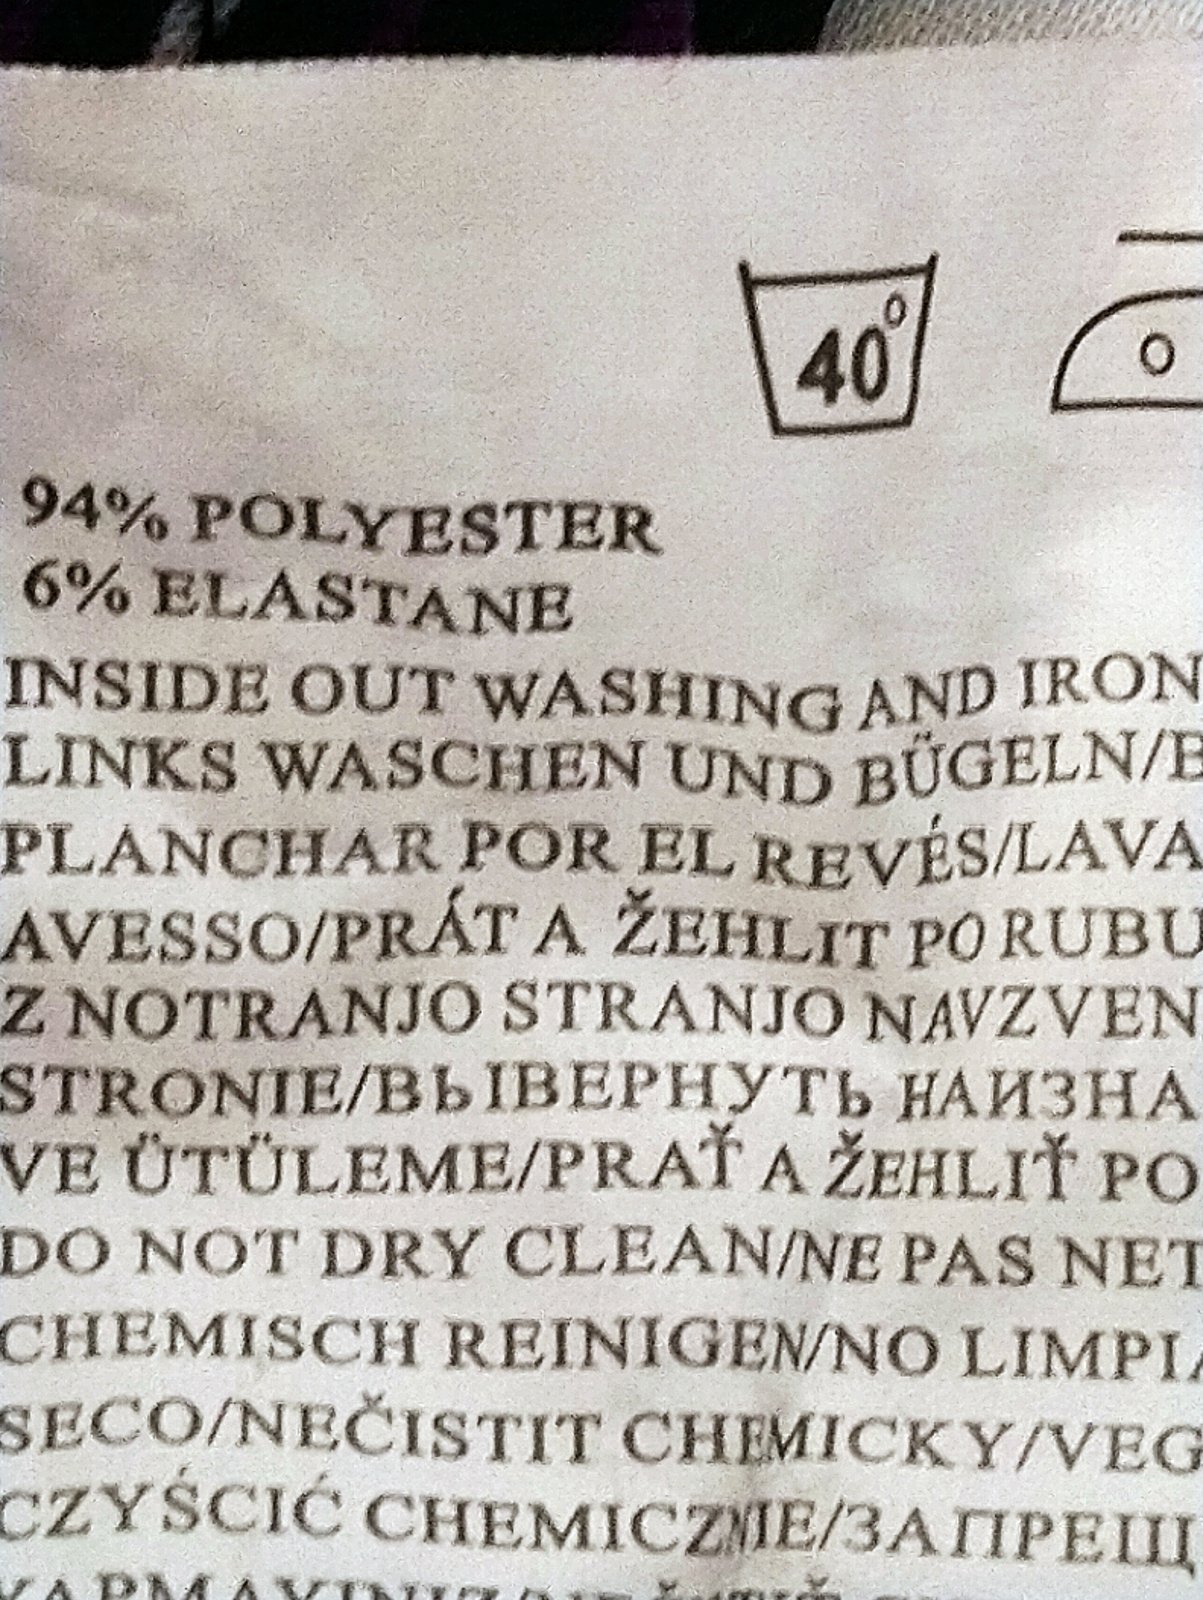 40°
94% POLYESTER
6% ELASTANE
INSIDE OUT WASHING AND IRON
LINKS WASCHEN UND BÜGELN/B
PLANCHAR POR EL REVÉS/LAVA
AVESSO/PRÁT A ŽEHLIT PO RUBU
Z NOTRANJO STRANJO NAVZVEN
STRONIE/ВЫВЕРНУТЬ НАИЗНА
VE ÜTÜLEME/PRAŤ A ŽEHLIŤ PO
DO NOT DRY CLEAN/NE PAS NET
CHEMISCH REINIGEN/NO LIMPIA
SECO/NEČISTIT CHEMICKY/VEG
CZYŚCIĆ CHEMICZNIE/ЗАПРЕЩ